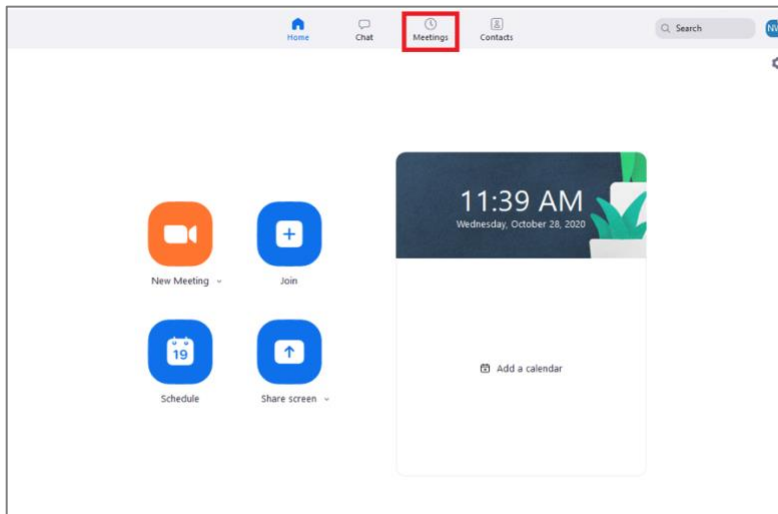 Home
Chat
Meetings
Contacts
Search
NW
11:39 AM
Wednesday, October 28, 2020
New Meeting
Join
19
Schedule
Share screen
Add a calendar